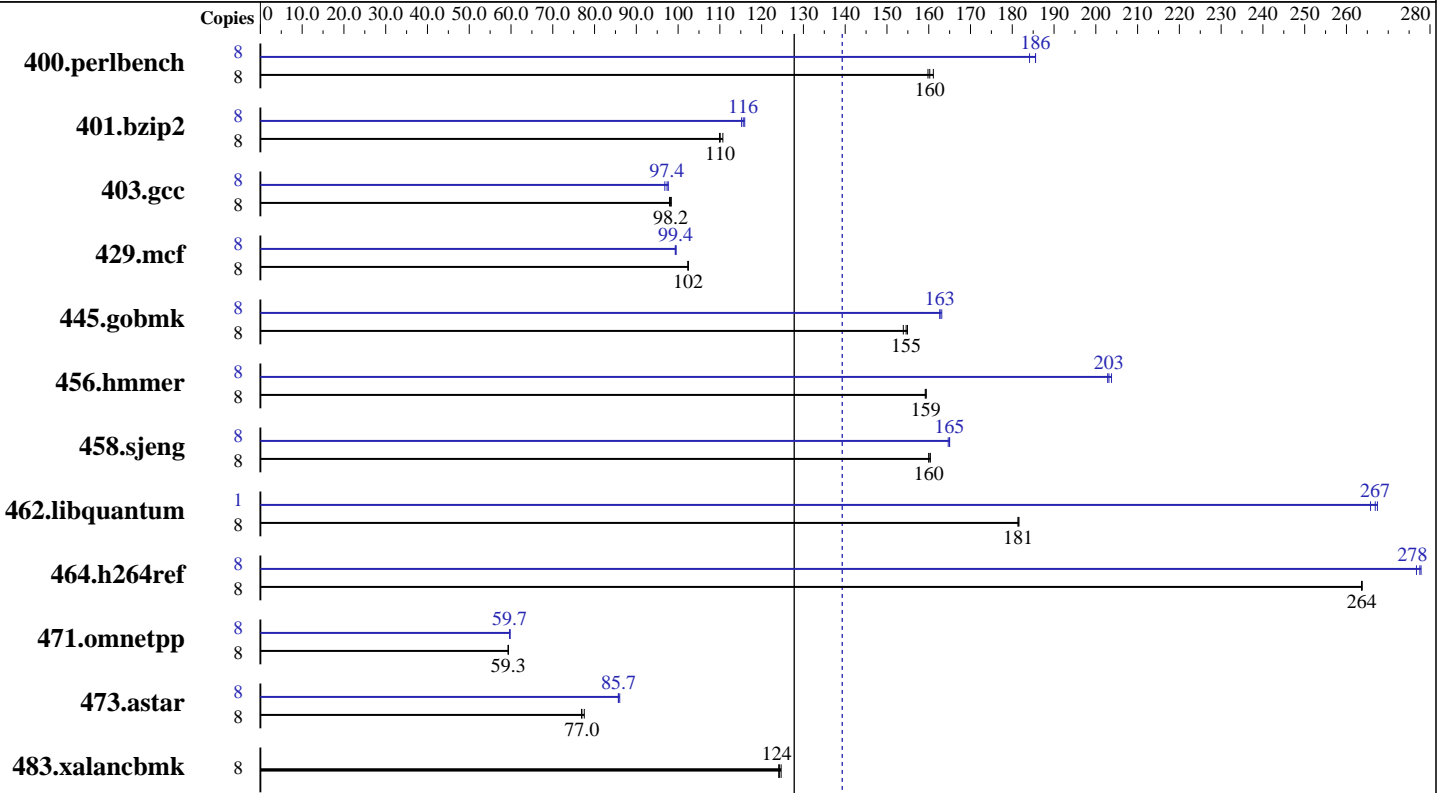 Copies 0 10.0 20.0 30.0 40.0 50.0 60.0 70.0 80.0 90.0 100 110 120 130 140 150 160 170 180 190 200 210 220 230 240 250 260 280
400.perlbench 8 186
8 160
401.bzip2 8 116
8 110
403.gcc 8 97.4
8 98.2
429.mcf 8 99.4
8 102
445.gobmk 8 163
8 155
456.hmmer 8 203
8 159
458.sjeng 8 165
8 160
462.libquantum 1 267
8 181
464.h264ref 8 278
8 264
471.omnetpp 8 59.7
8 59.3
473.astar 8 85.7
8 77.0
483.xalancbmk 8 124